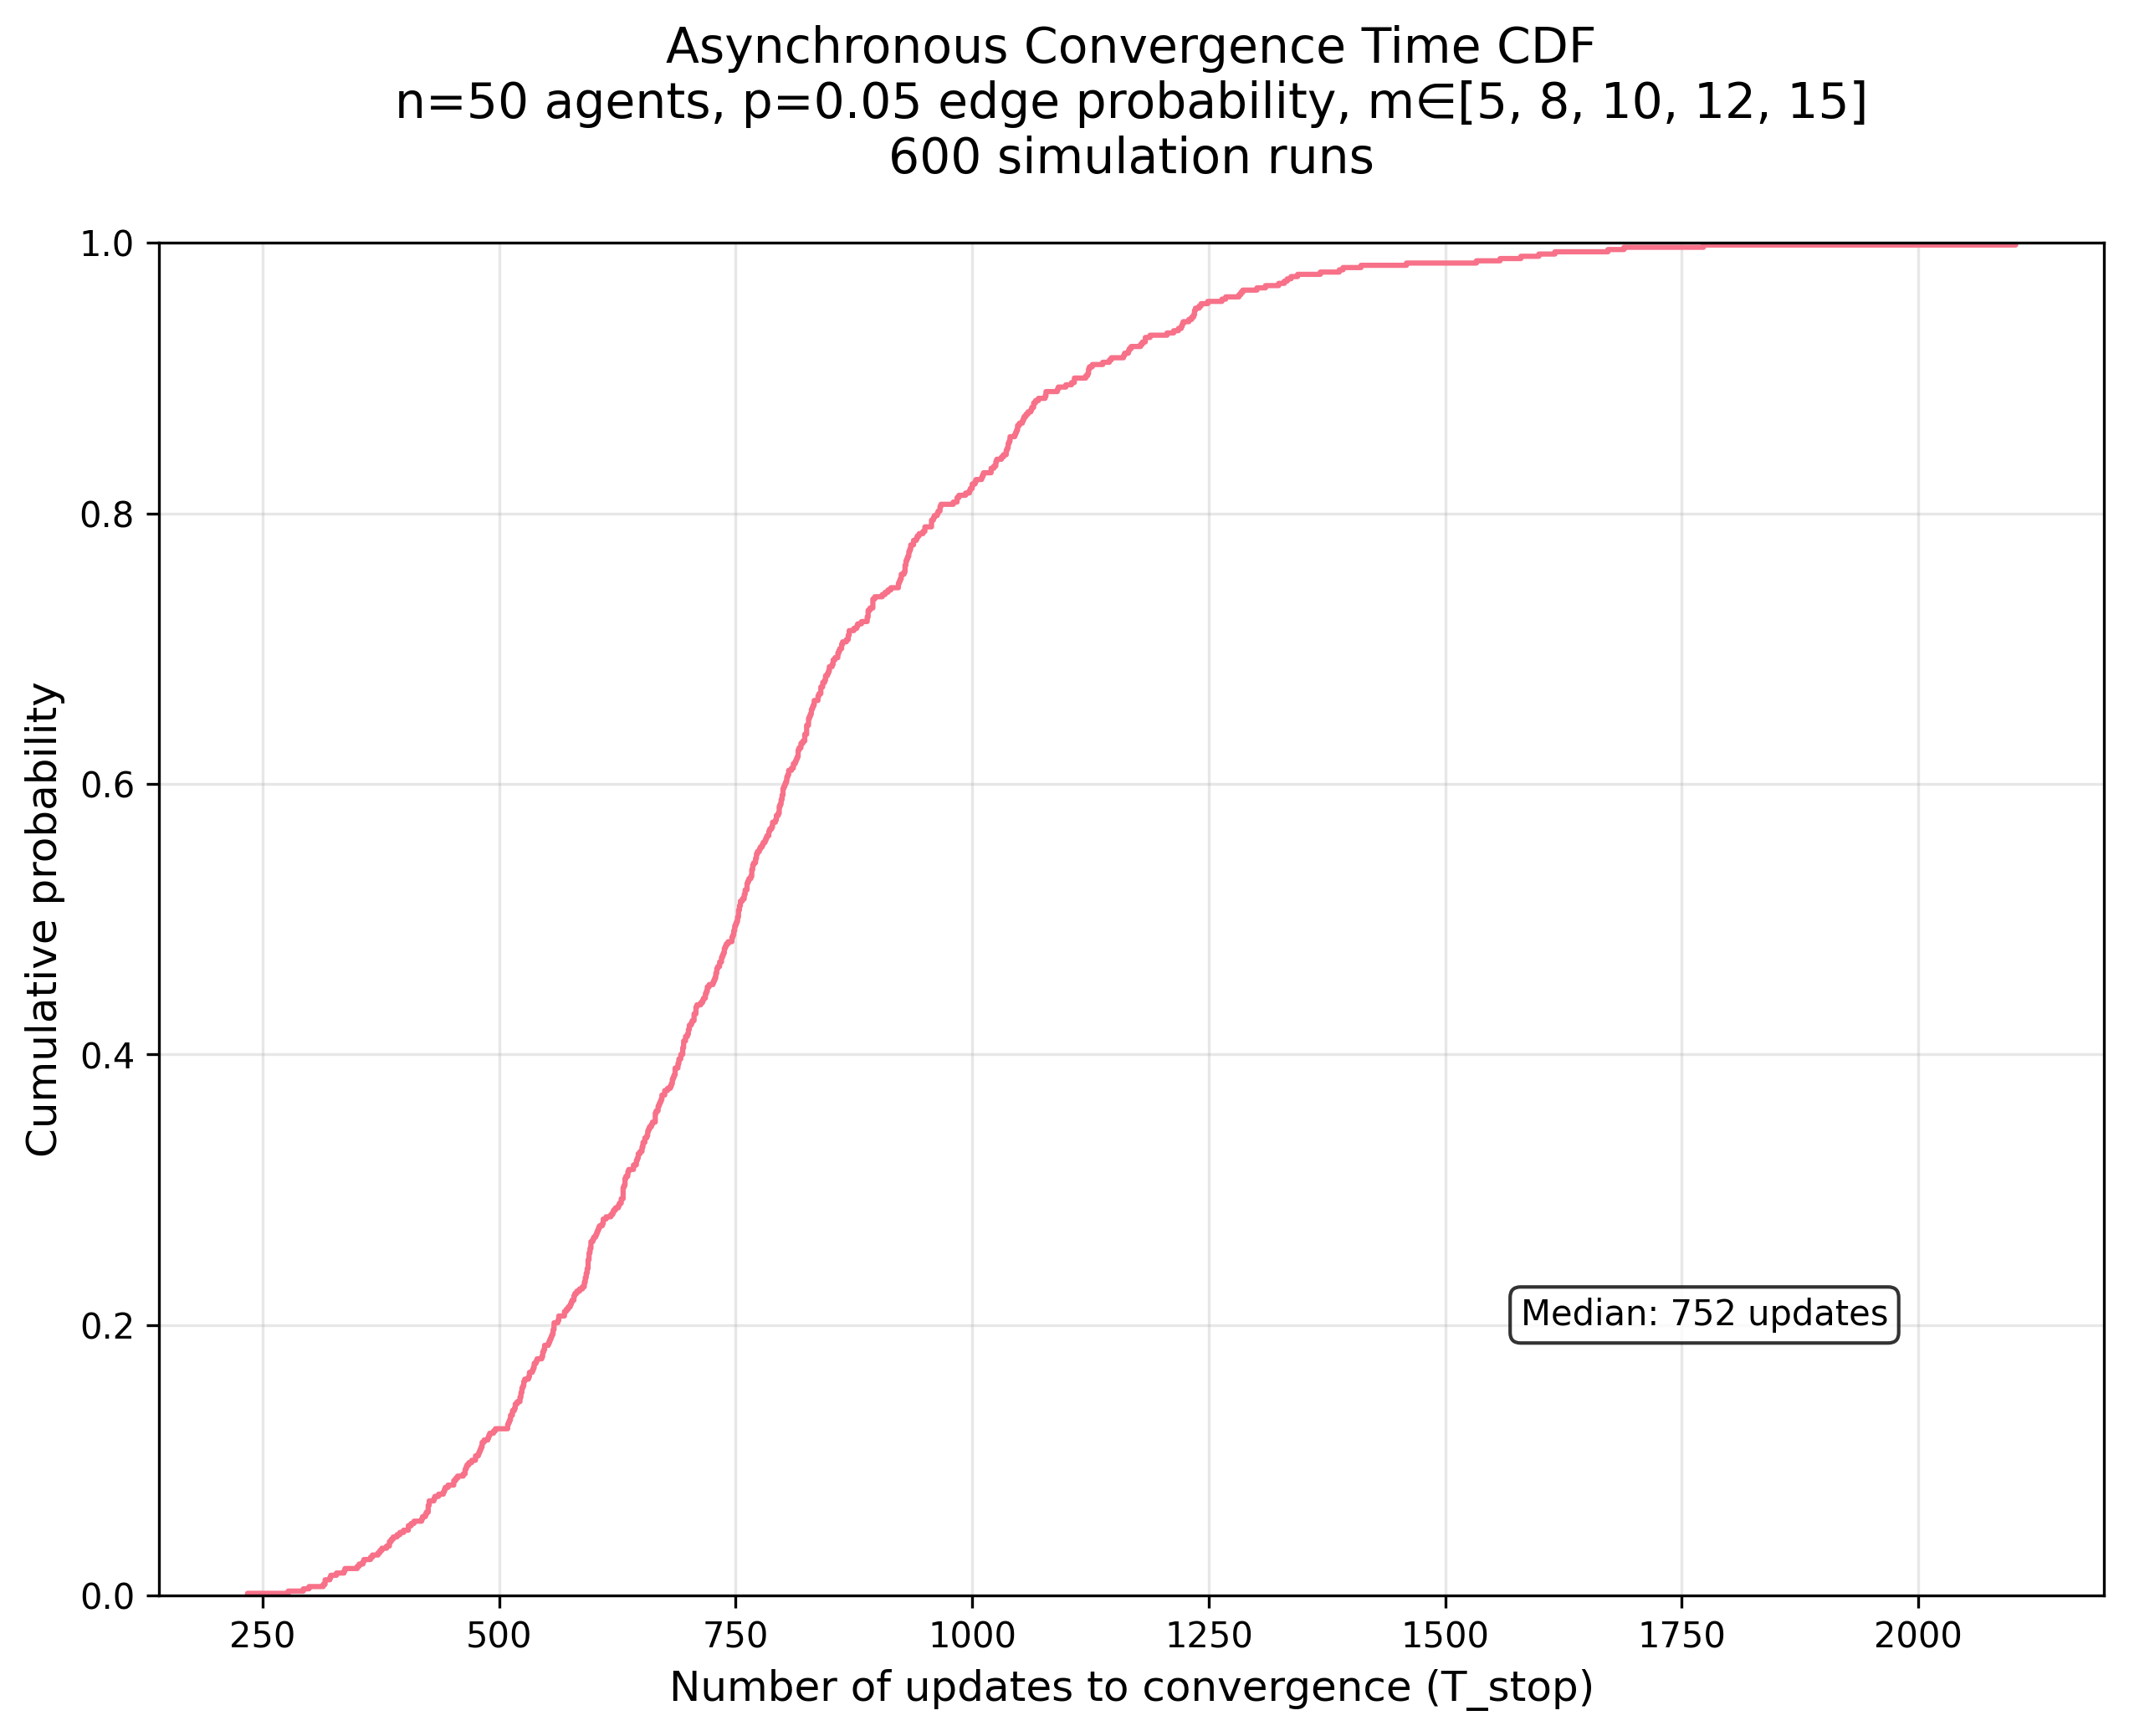 Asynchronous Convergence Time CDF
n=50 agents, p=0.05 edge probability, m∈[5, 8, 10, 12, 15]
600 simulation runs
1.0
0.8
0.6
0.4
0.2
0.0
Cumulative probability
Median: 752 updates
250 500 750 1000 1250 1500 1750 2000
Number of updates to convergence (T_stop)